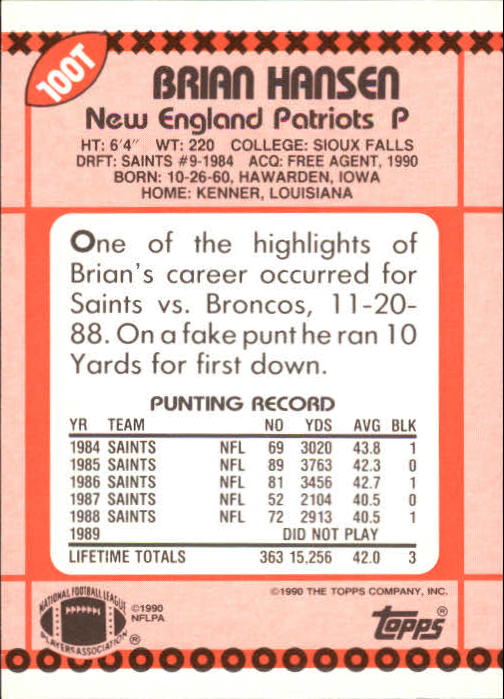 100T
BRIAN HANSEN
New England Patriots P
HT: 6'4" WT: 220 COLLEGE: SIOUX FALLS
DRFT: SAINTS #9-1984 ACQ: FREE AGENT, 1990
BORN: 10-26-60, HAWARDEN, IOWA
HOME: KENNER, LOUISIANA
One of the highlights of
Brian's career occurred for
Saints vs. Broncos, 11-20-
88. On a fake punt he ran 10
Yards for first down.
PUNTING RECORD
YR TEAM NO YDS AVG BLK
1984 SAINTS NFL 69 3020 43.8 1
1985 SAINTS NFL 89 3763 42.3 0
1986 SAINTS NFL 81 3456 42.7 1
1987 SAINTS NFL 52 2104 40.5 0
1988 SAINTS NFL 72 2913 40.5 1
1989 DID NOT PLAY
LIFETIME TOTALS 363 15,256 42.0 3
©1990 THE TOPPS COMPANY, INC.
NATIONAL FOOTBALL LEAGUE
PLAYERS ASSOCIATION ®
©1990
NFLPA
topps ®